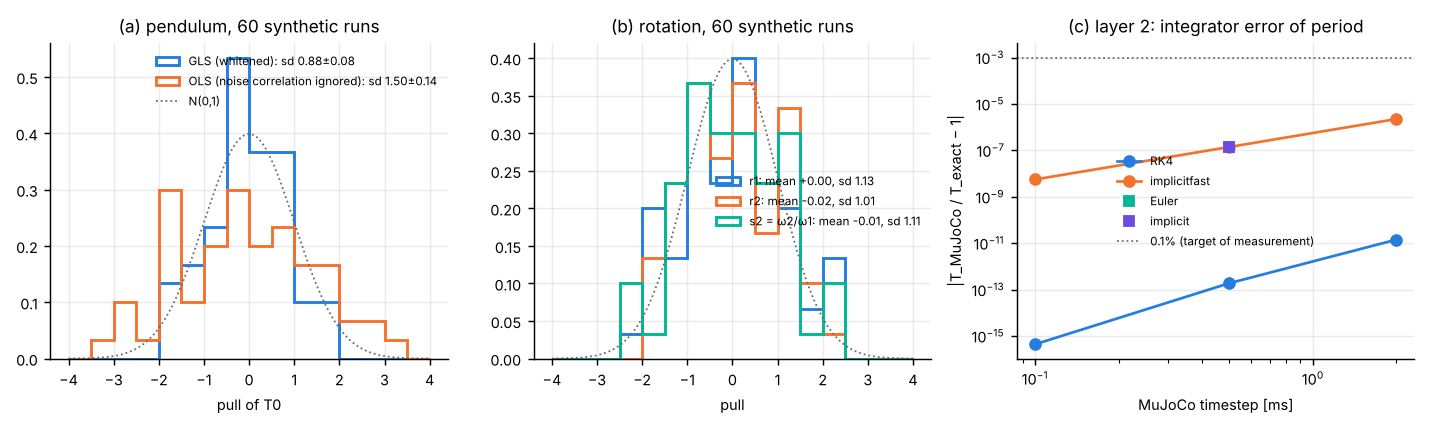 (a) pendulum, 60 synthetic runs
GLS (whitened): sd 0.88±0.08
OLS (noise correlation ignored): sd 1.50±0.14
N(0,1)
0.5
0.4
0.3
0.2
0.1
0.0
−4 −3 −2 −1 0 1 2 3 4
pull of T0
(b) rotation, 60 synthetic runs
0.40
0.35
0.30
0.25
0.20
0.15
0.10
0.05
0.00
r1: mean +0.00, sd 1.13
r2: mean -0.02, sd 1.01
s2 = ω2/ω1: mean -0.01, sd 1.11
−4 −3 −2 −1 0 1 2 3 4
pull
(c) layer 2: integrator error of period
|T_MuJoCo / T_exact − 1|
10⁻³
10⁻⁵
10⁻⁷
10⁻⁹
10⁻¹¹
10⁻¹³
10⁻¹⁵
RK4
implicitfast
Euler
implicit
0.1% (target of measurement)
10⁻¹ 10⁰
MuJoCo timestep [ms]